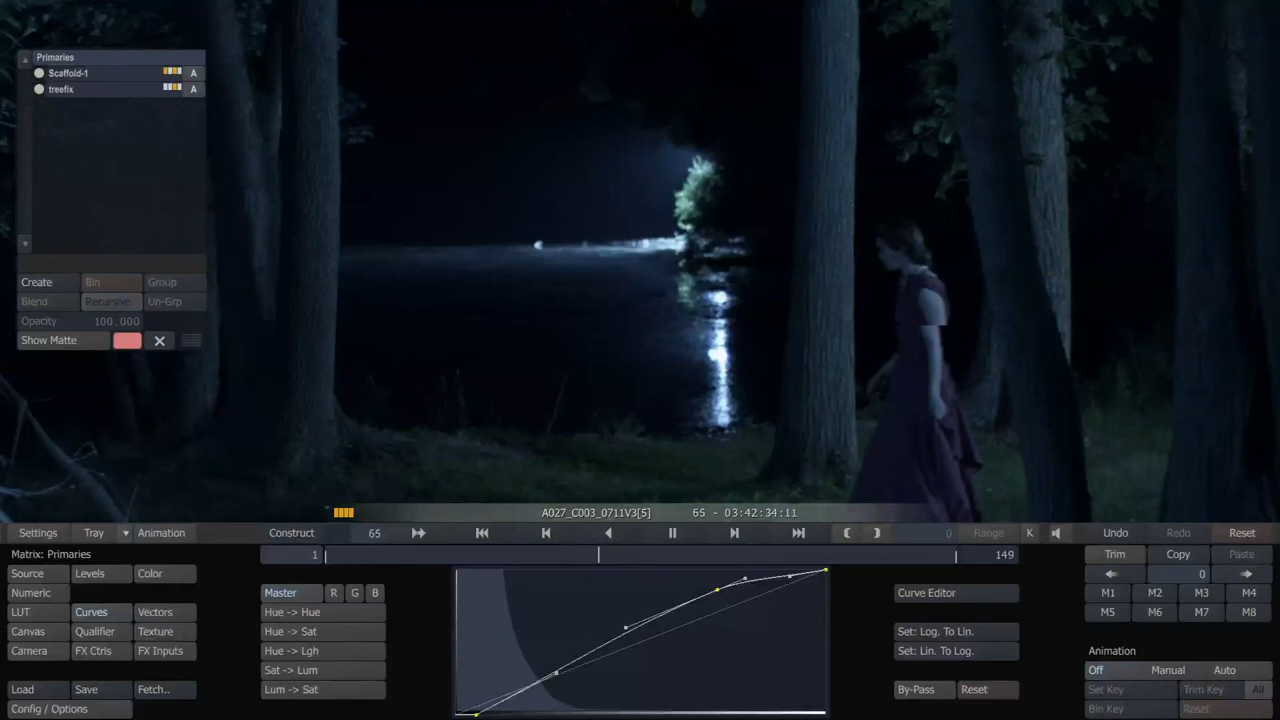 Primaries
Scaffold-1 A
treefix A
Create Bin Group
Blend Recursive Un-Grp
Opacity 100.000
Show Matte
A027_C003_0711V3[5] 65 - 03:42:34:11
Settings Tray Animation Construct 65 0 Range K Undo Redo Reset
Matrix: Primaries 1 149 Trim Copy Paste
Source Levels Color 0
Numeric Master R G B Curve Editor M1 M2 M3 M4
LUT Curves Vectors Hue -> Hue M5 M6 M7 M8
Canvas Qualifier Texture Hue -> Sat Set: Log. To Lin.
Camera FX Ctrls FX Inputs Hue -> Lgh Set: Lin. To Log. Animation
Sat -> Lum Off Manual Auto
Load Save Fetch.. Lum -> Sat By-Pass Reset Set Key Trim Key All
Config / Options Bin Key Reset